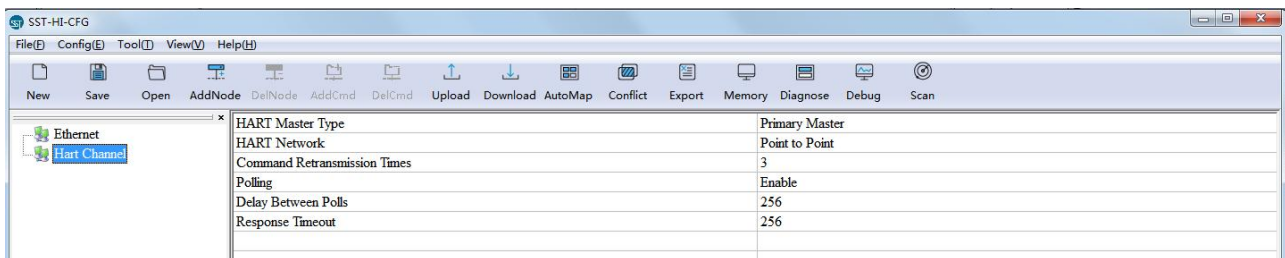 SST-HI-CFG
File(F) Config(E) Tool(T) View(V) Help(H)
New Save Open AddNode DelNode AddCmd DelCmd Upload Download AutoMap Conflict Export Memory Diagnose Debug Scan
Ethernet
Hart Channel
HART Master Type Primary Master
HART Network Point to Point
Command Retransmission Times 3
Polling Enable
Delay Between Polls 256
Response Timeout 256